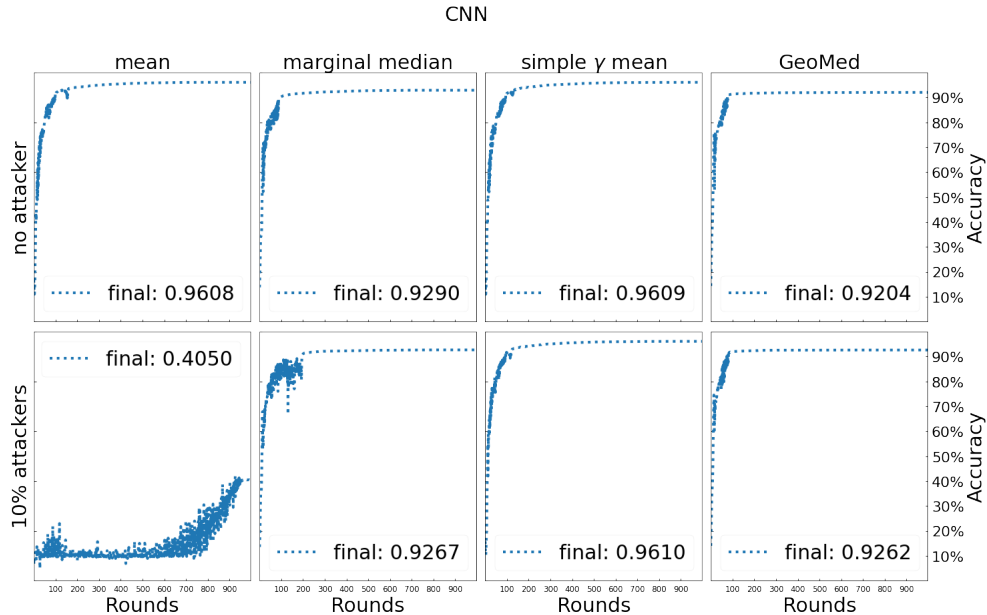 CNN
mean
marginal median
simple γ mean
GeoMed
no attacker
final: 0.9608
final: 0.9290
final: 0.9609
final: 0.9204
90%
80%
70%
60%
50%
40%
30%
20%
10%
Accuracy
10% attackers
final: 0.4050
final: 0.9267
final: 0.9610
final: 0.9262
90%
80%
70%
60%
50%
40%
30%
20%
10%
Accuracy
100 200 300 400 500 600 700 800 900
100 200 300 400 500 600 700 800 900
100 200 300 400 500 600 700 800 900
100 200 300 400 500 600 700 800 900
Rounds
Rounds
Rounds
Rounds